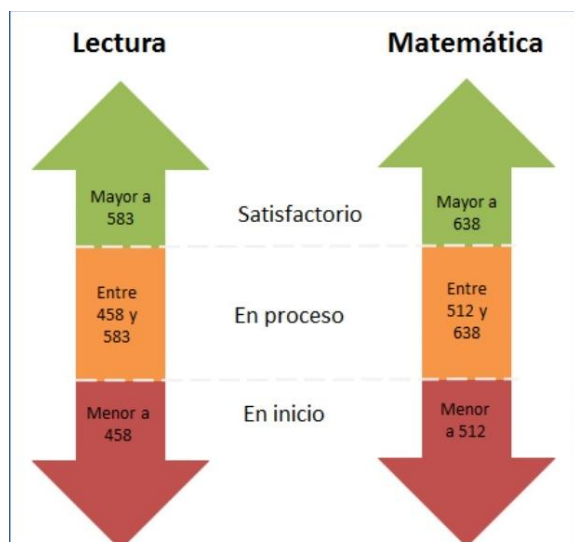 Lectura
Matemática
Mayor a
583
Satisfactorio
Mayor a
638
Entre
458 y
583
En proceso
Entre
512 y
638
Menor a
458
En inicio
Menor
a 512